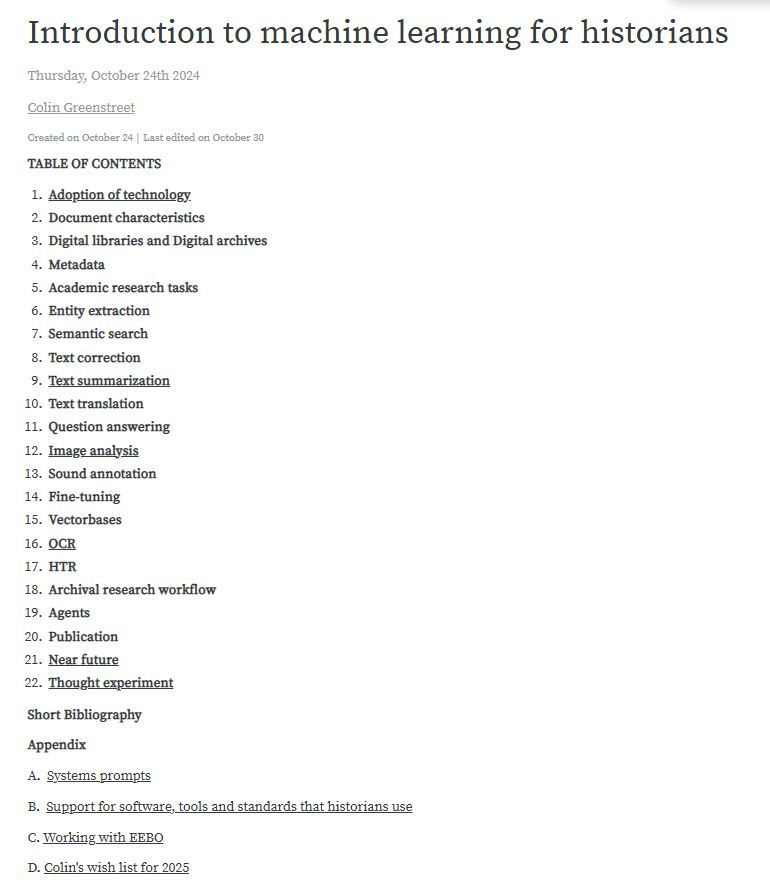 Introduction to machine learning for historians
Thursday, October 24th 2024
Colin Greenstreet
Created on October 24 | Last edited on October 30
TABLE OF CONTENTS
1. Adoption of technology
2. Document characteristics
3. Digital libraries and Digital archives
4. Metadata
5. Academic research tasks
6. Entity extraction
7. Semantic search
8. Text correction
9. Text summarization
10. Text translation
11. Question answering
12. Image analysis
13. Sound annotation
14. Fine-tuning
15. Vectorbases
16. OCR
17. HTR
18. Archival research workflow
19. Agents
20. Publication
21. Near future
22. Thought experiment
Short Bibliography
Appendix
A. Systems prompts
B. Support for software, tools and standards that historians use
C. Working with EEBO
D. Colin's wish list for 2025